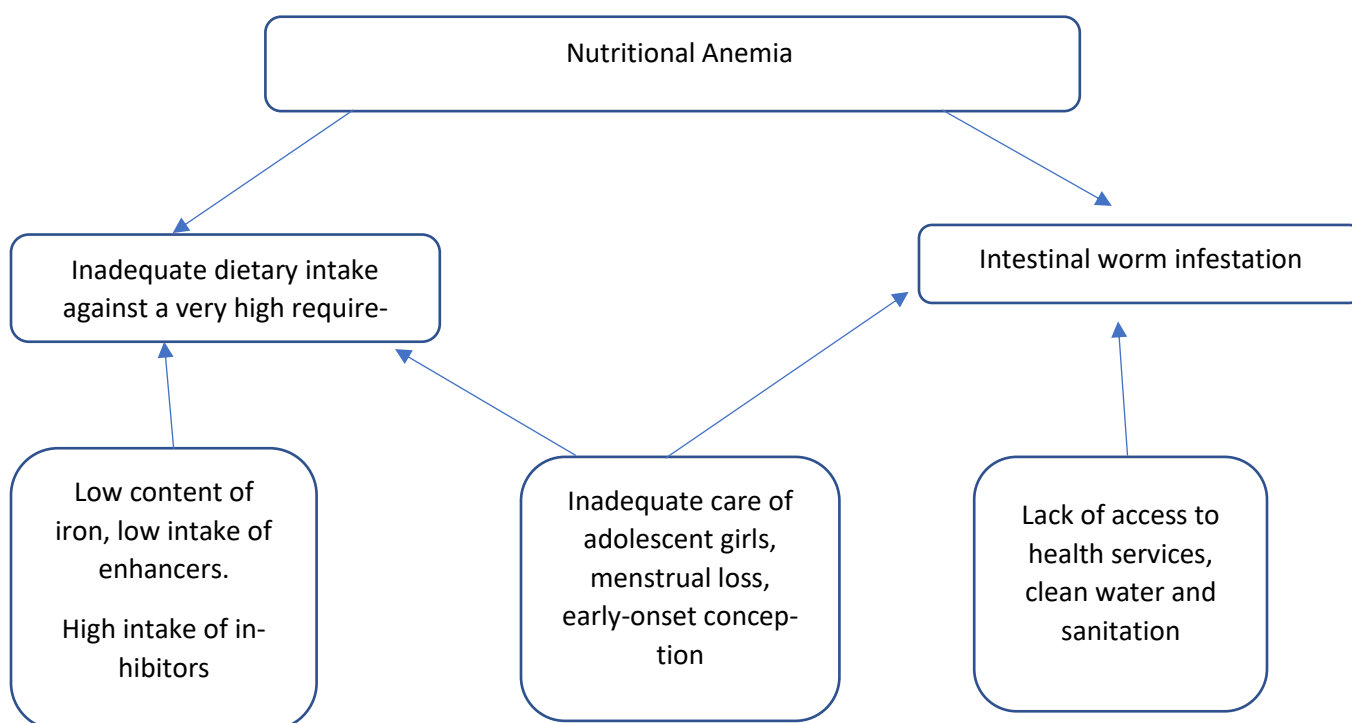 Nutritional Anemia
Inadequate dietary intake
against a very high require-
Intestinal worm infestation
Low content of
iron, low intake of
enhancers.
High intake of in-
hibitors
Inadequate care of
adolescent girls,
menstrual loss,
early-onset concep-
tion
Lack of access to
health services,
clean water and
sanitation